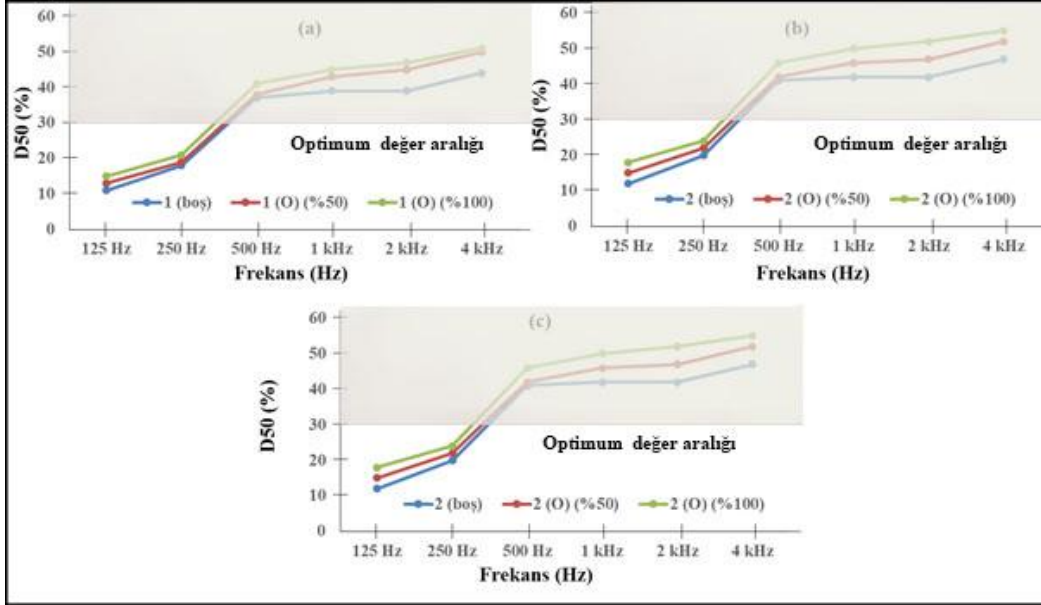 (a)
60
50
40
30
20
10
0
D50 (%)
Optimum değer aralığı
1 (boş) 1 (O) (%50) 1 (O) (%100)
125 Hz 250 Hz 500 Hz 1 kHz 2 kHz 4 kHz
Frekans (Hz)
(b)
60
50
40
30
20
10
0
D50 (%)
Optimum değer aralığı
2 (boş) 2 (O) (%50) 2 (O) (%100)
125 Hz 250 Hz 500 Hz 1 kHz 2 kHz 4 kHz
Frekans (Hz)
(c)
60
50
40
30
20
10
0
D50 (%)
Optimum değer aralığı
2 (boş) 2 (O) (%50) 2 (O) (%100)
125 Hz 250 Hz 500 Hz 1 kHz 2 kHz 4 kHz
Frekans (Hz)